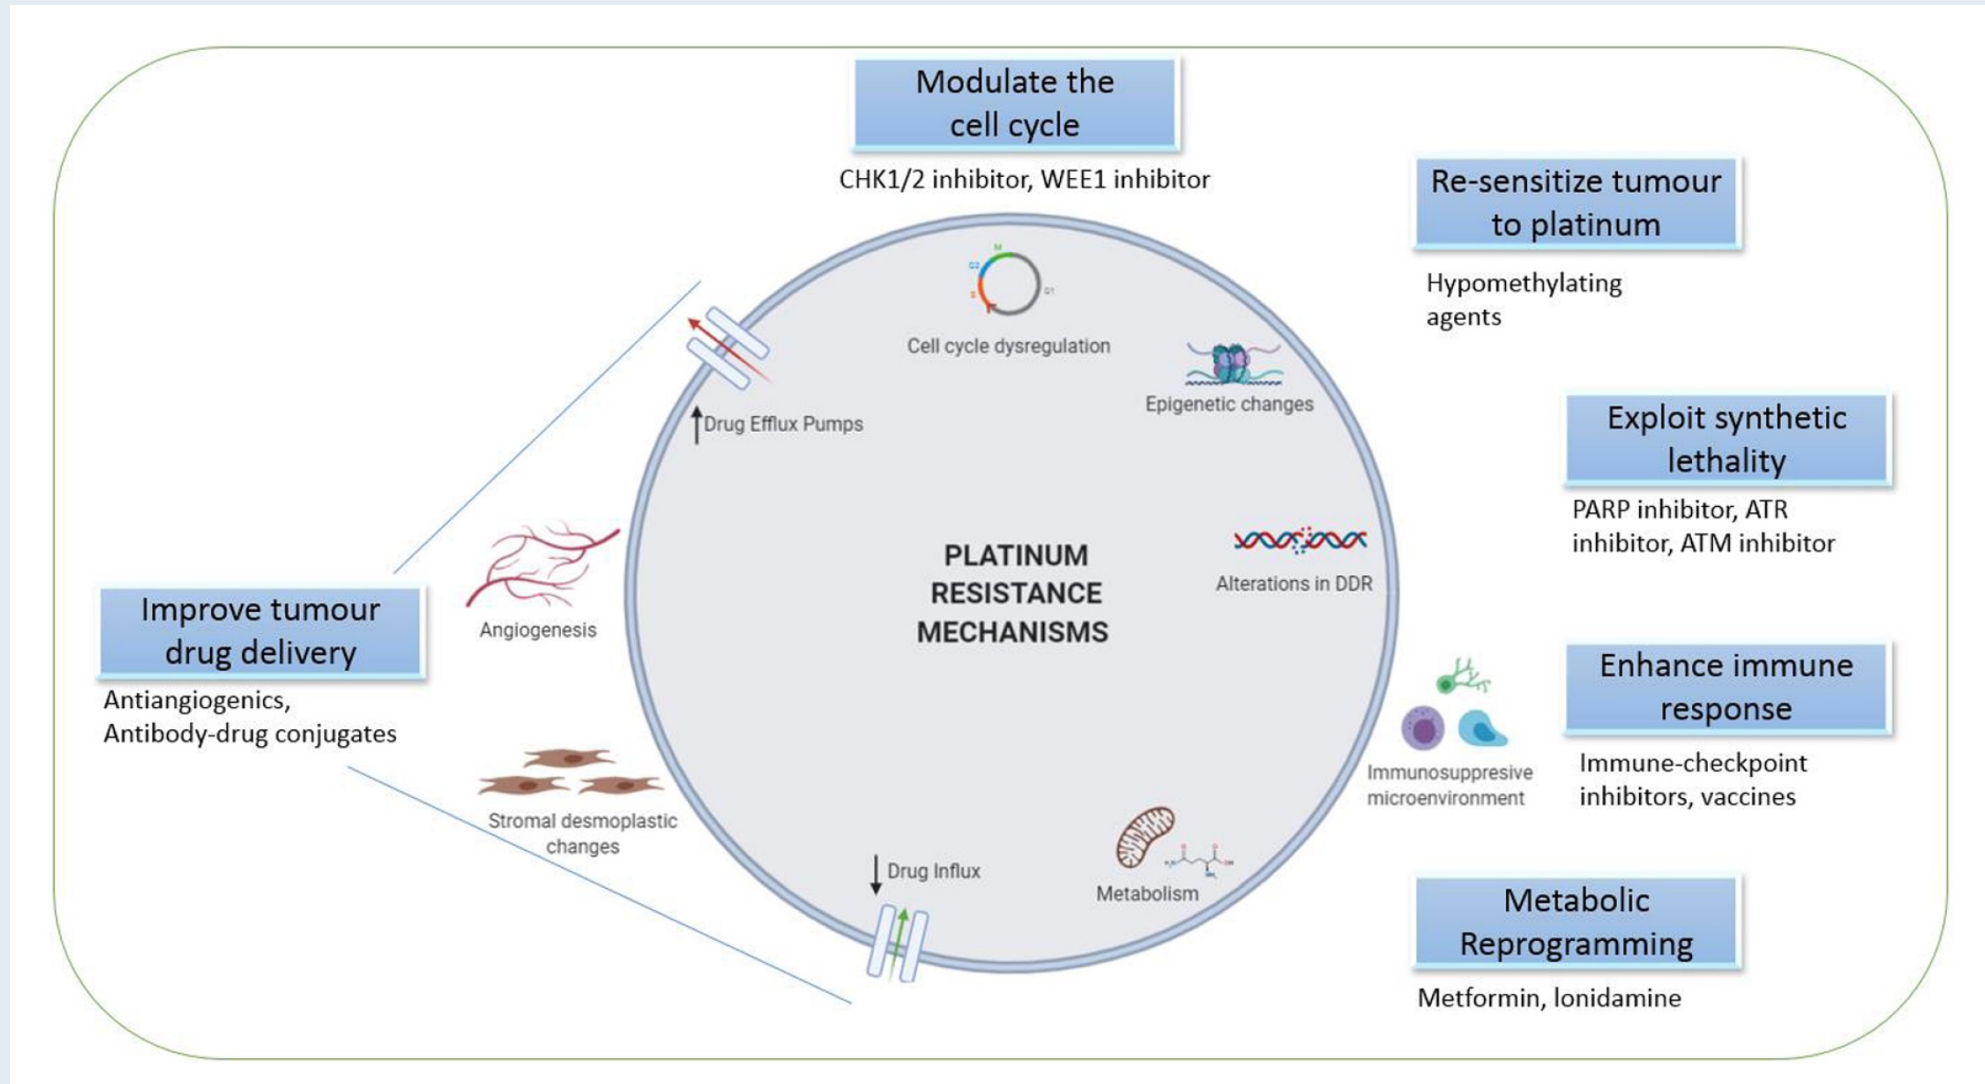 Modulate the
cell cycle
CHK1/2 inhibitor, WEE1 inhibitor
Re-sensitize tumour
to platinum
Hypomethylating
agents
M
G2
S
G1
Cell cycle dysregulation
Epigenetic changes
Drug Efflux Pumps
Exploit synthetic
lethality
PARP inhibitor, ATR
inhibitor, ATM inhibitor
PLATINUM
RESISTANCE
MECHANISMS
Alterations in DDR
Angiogenesis
Improve tumour
drug delivery
Antiangiogenics,
Antibody-drug conjugates
Enhance immune
response
Immune-checkpoint
inhibitors, vaccines
Immunosuppresive
microenvironment
Stromal desmoplastic
changes
Drug Influx
Metabolism
Metabolic
Reprogramming
Metformin, lonidamine